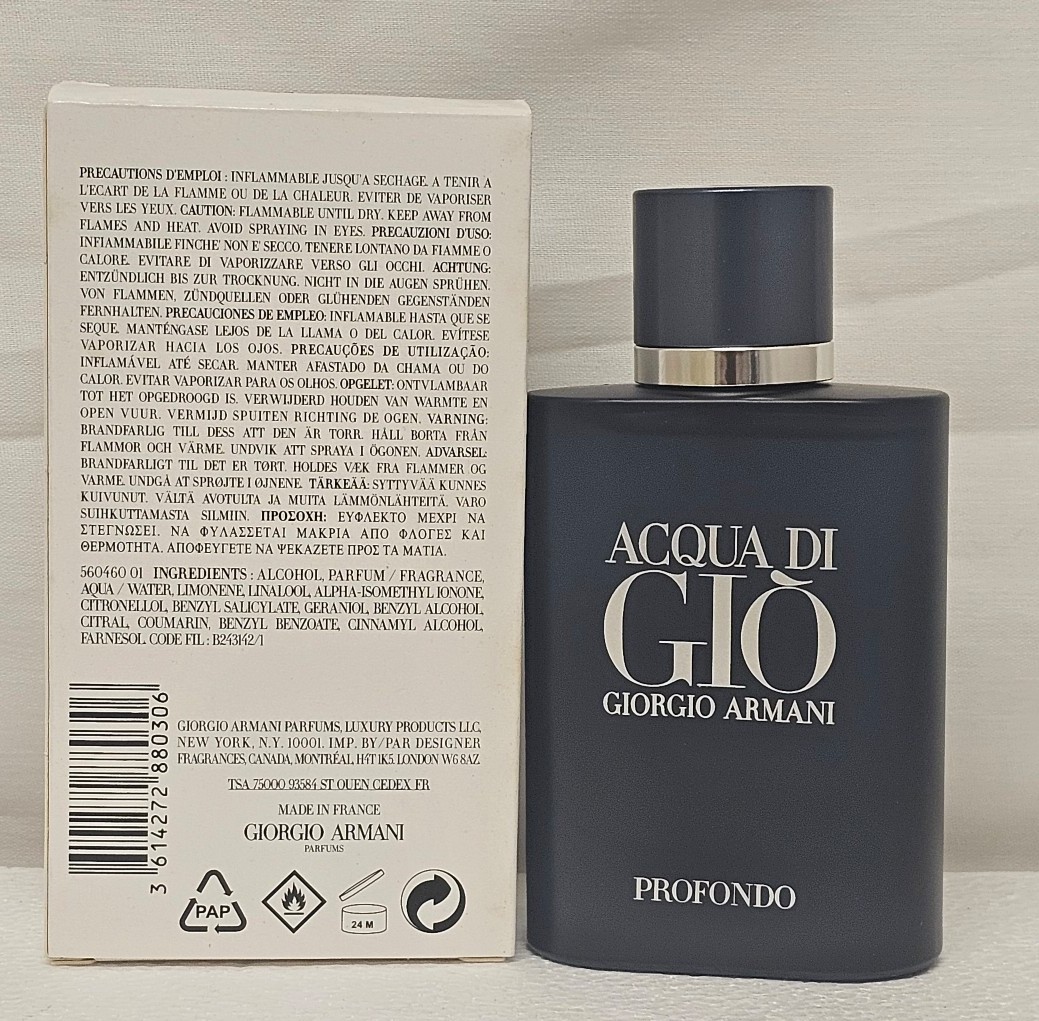 PRECAUTIONS D'EMPLOI : INFLAMMABLE JUSQU'A SECHAGE. A TENIR A
L'ECART DE LA FLAMME OU DE LA CHALEUR. EVITER DE VAPORISER
VERS LES YEUX. CAUTION: FLAMMABLE UNTIL DRY. KEEP AWAY FROM
FLAMES AND HEAT. AVOID SPRAYING IN EYES. PRECAUZIONI D'USO:
INFIAMMABILE FINCHE' NON E' SECCO. TENERE LONTANO DA FIAMME O
CALORE. EVITARE DI VAPORIZZARE VERSO GLI OCCHI. ACHTUNG:
ENTZÜNDLICH BIS ZUR TROCKNUNG. NICHT IN DIE AUGEN SPRÜHEN.
VON FLAMMEN, ZÜNDQUELLEN ODER GLÜHENDEN GEGENSTÄNDEN
FERNHALTEN. PRECAUCIONES DE EMPLEO: INFLAMABLE HASTA QUE SE
SEQUE. MANTÉNGASE LEJOS DE LA LLAMA O DEL CALOR. EVÍTESE
VAPORIZAR HACIA LOS OJOS. PRECAUÇÕES DE UTILIZAÇÃO:
INFLAMÁVEL ATÉ SECAR. MANTER AFASTADO DA CHAMA OU DO
CALOR. EVITAR VAPORIZAR PARA OS OLHOS. OPGELET: ONTVLAMBAAR
TOT HET OPGEDROOGD IS. VERWIJDERD HOUDEN VAN WARMTE EN
OPEN VUUR. VERMIJD SPUITEN RICHTING DE OGEN. VARNING:
BRANDFARLIG TILL DESS ATT DEN ÄR TORR. HÅLL BORTA FRÅN
FLAMMOR OCH VÄRME. UNDVIK ATT SPRAYA I ÖGONEN. ADVARSEL:
BRANDFARLIGT TIL DET ER TØRT. HOLDES VÆK FRA FLAMMER OG
VARME. UNDGÅ AT SPRØJTE I ØJNENE. TÄRKEÄÄ: SYTTYVÄÄ KUNNES
KUIVUNUT. VÄLTÄ AVOTULTA JA MUITA LÄMMÖNLÄHTEITÄ. VARO
SUIHKUTTAMASTA SILMIIN. ΠΡΟΣΟΧΗ: ΕΥΦΛΕΚΤΟ ΜΕΧΡΙ ΝΑ
ΣΤΕΓΝΩΣΕΙ. ΝΑ ΦΥΛΑΣΣΕΤΑΙ ΜΑΚΡΙΑ ΑΠΟ ΦΛΟΓΕΣ ΚΑΙ
ΘΕΡΜΟΤΗΤΑ. ΑΠΟΦΕΥΓΕΤΕ ΝΑ ΨΕΚΑΖΕΤΕ ΠΡΟΣ ΤΑ ΜΑΤΙΑ.
560460 01 INGREDIENTS : ALCOHOL, PARFUM / FRAGRANCE,
AQUA / WATER, LIMONENE, LINALOOL, ALPHA-ISOMETHYL IONONE,
CITRONELLOL, BENZYL SALICYLATE, GERANIOL, BENZYL ALCOHOL,
CITRAL, COUMARIN, BENZYL BENZOATE, CINNAMYL ALCOHOL,
FARNESOL. CODE FIL : B243142/1
3 614272 880306
GIORGIO ARMANI PARFUMS, LUXURY PRODUCTS LLC,
NEW YORK, N.Y. 10001. IMP. BY/PAR DESIGNER
FRAGRANCES, CANADA, MONTRÉAL, H4T 1K5. LONDON W6 8AZ
TSA 75000 93584 ST OUEN CEDEX FR
MADE IN FRANCE
GIORGIO ARMANI
PARFUMS
PAP
24 M
ACQUA DI
GIÒ
GIORGIO ARMANI
PROFONDO